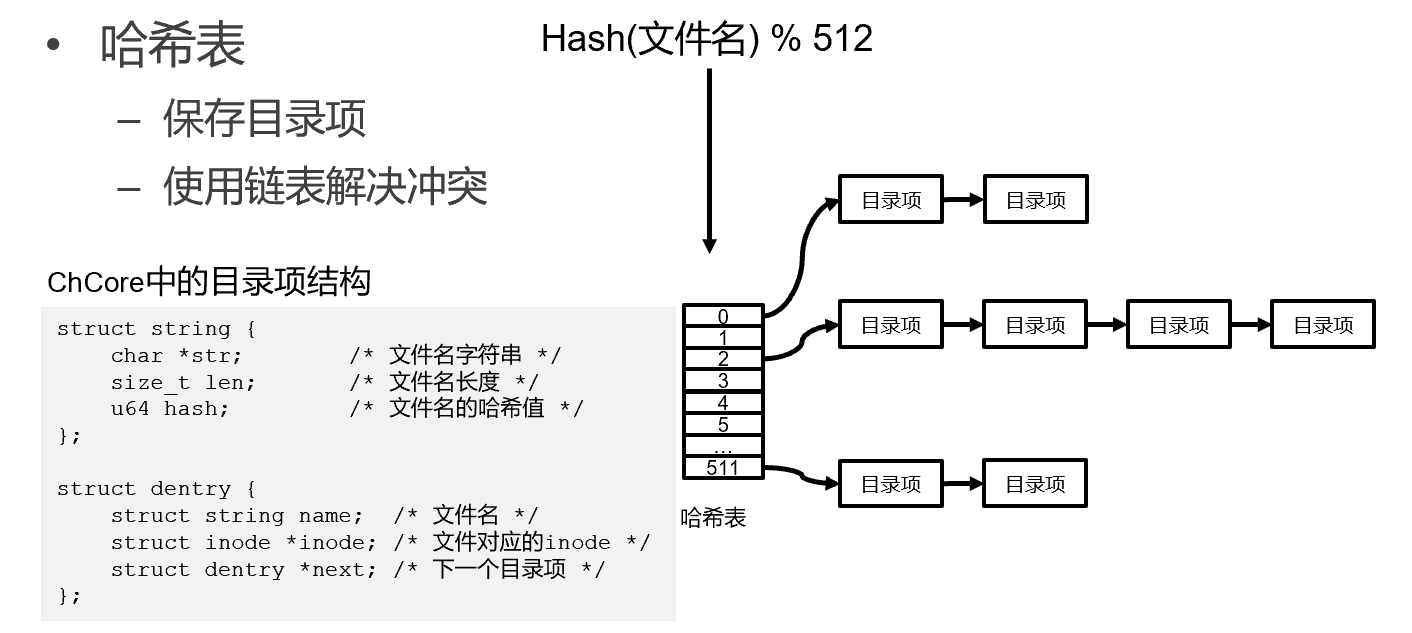 • 哈希表
– 保存目录项
– 使用链表解决冲突
ChCore中的目录项结构
struct string {
    char *str;        /* 文件名字符串 */
    size_t len;       /* 文件名长度 */
    u64 hash;         /* 文件名的哈希值 */
};

struct dentry {
    struct string name;  /* 文件名 */
    struct inode *inode; /* 文件对应的inode */
    struct dentry *next; /* 下一个目录项 */
};
Hash(文件名) % 512
0
1
2
3
4
5
…
511
哈希表
目录项 目录项
目录项 目录项 目录项 目录项
目录项 目录项